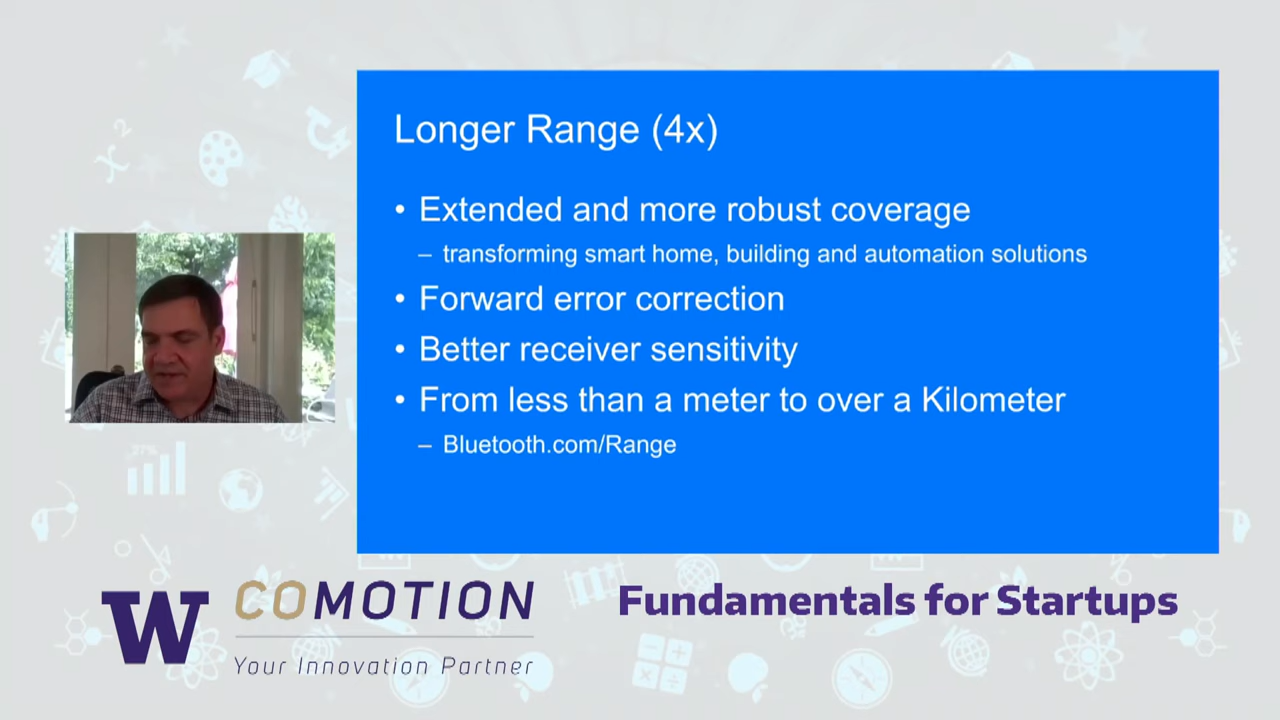 Longer Range (4x)
• Extended and more robust coverage
– transforming smart home, building and automation solutions
• Forward error correction
• Better receiver sensitivity
• From less than a meter to over a Kilometer
– Bluetooth.com/Range
27%
x²
W
COMOTION
Your Innovation Partner
Fundamentals for Startups